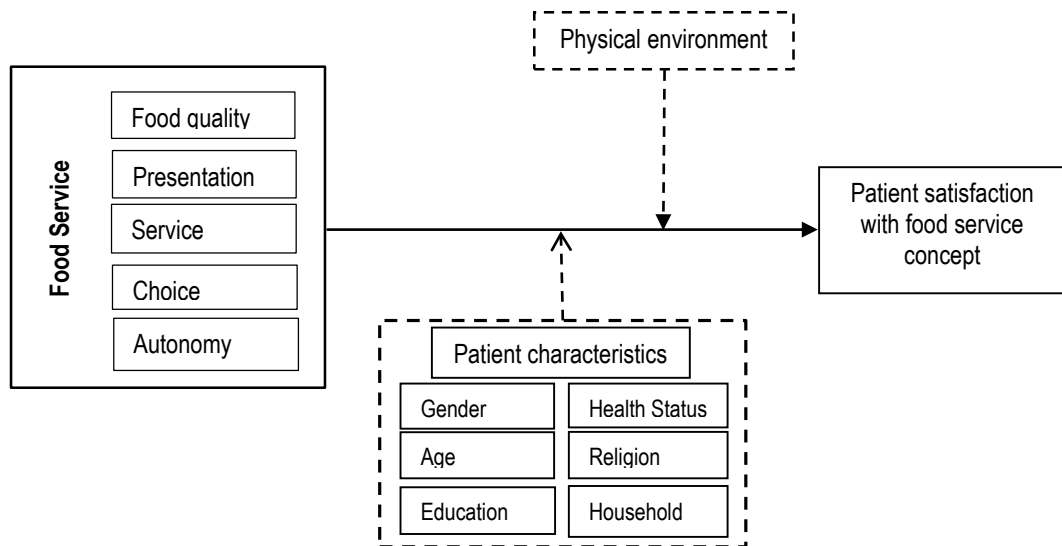 Physical environment
Food Service
Food quality
Presentation
Service
Choice
Autonomy
Patient satisfaction
with food service
concept
Patient characteristics
Gender
Health Status
Age
Religion
Education
Household